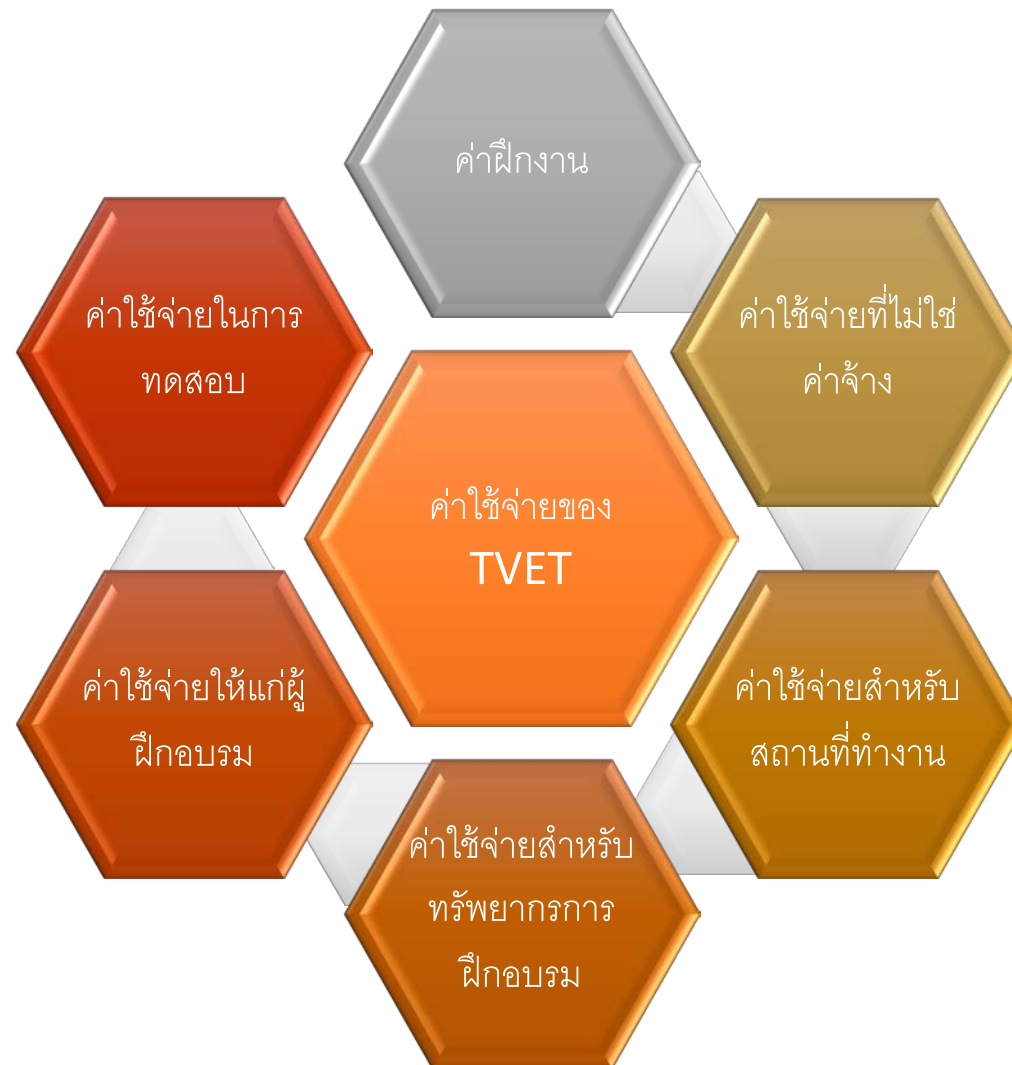 ค่าฝึกงาน
ค่าใช้จ่ายที่ไม่ใช่
ค่าจ้าง
ค่าใช้จ่ายสำหรับ
สถานที่ทำงาน
ค่าใช้จ่ายสำหรับ
ทรัพยากรการ
ฝึกอบรม
ค่าใช้จ่ายให้แก่ผู้
ฝึกอบรม
ค่าใช้จ่ายในการ
ทดสอบ
ค่าใช้จ่ายของ
TVET